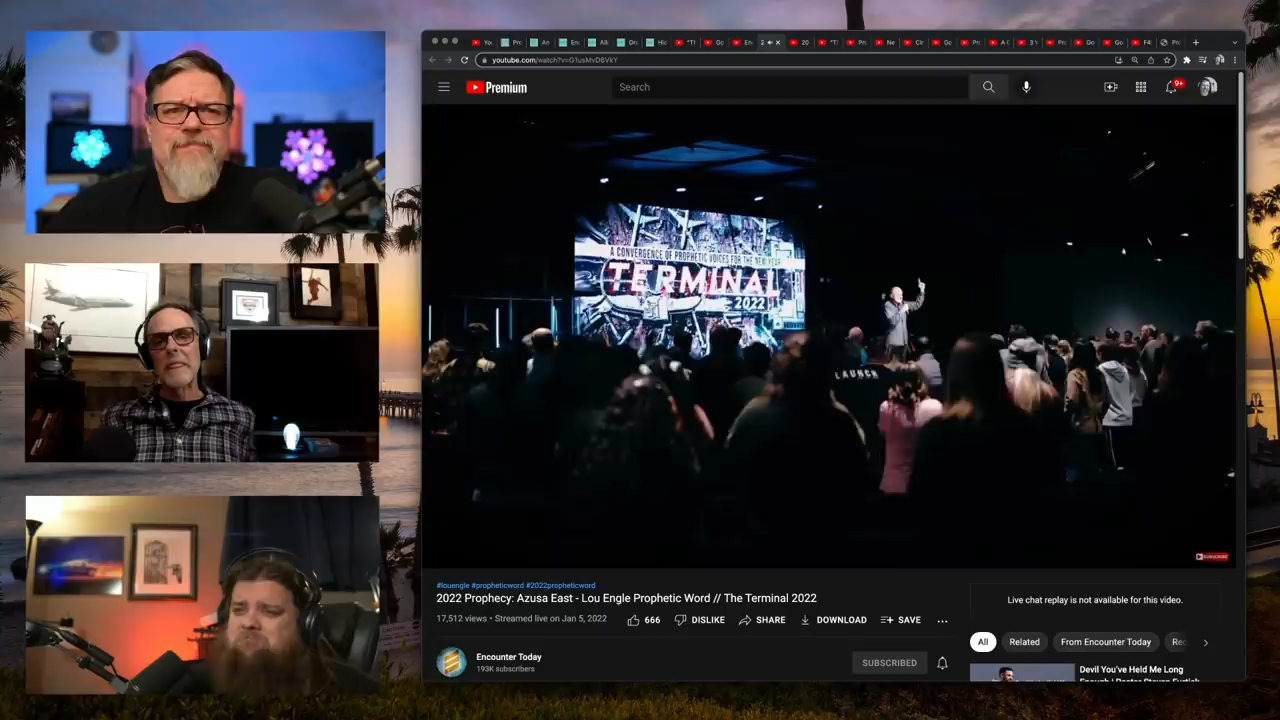 youtube.com/watch?v=G1usMvD6VkY
Premium
Search
9+
A CONVERGENCE OF PROPHETIC VOICES FOR THE NEW YEAR
TERMINAL
2022
LAUNCH
SUBSCRIBE
#louengle #propheticword #2022propheticword
2022 Prophecy: Azusa East - Lou Engle Prophetic Word // The Terminal 2022
17,512 views • Streamed live on Jan 5, 2022
666
DISLIKE
SHARE
DOWNLOAD
SAVE
Encounter Today
193K subscribers
SUBSCRIBED
Live chat replay is not available for this video.
All
Related
From Encounter Today
Rec
Devil You've Held Me Long